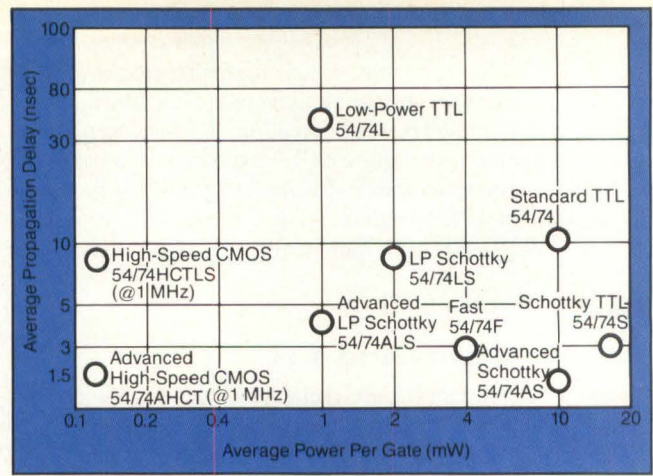 Average Propagation Delay (nsec)
100
80
30
10
5
3
1.5
Low-Power TTL
54/74L
Standard TTL
54/74
High-Speed CMOS
54/74HCTLS
(@1 MHz)
LP Schottky
54/74LS
Advanced
LP Schottky
54/74ALS
Fast
54/74F
Schottky TTL
54/74S
Advanced
High-Speed CMOS
54/74AHCT (@1 MHz)
Advanced
Schottky
54/74AS
0.1
0.2
0.4
1
2
4
10
20
Average Power Per Gate (mW)